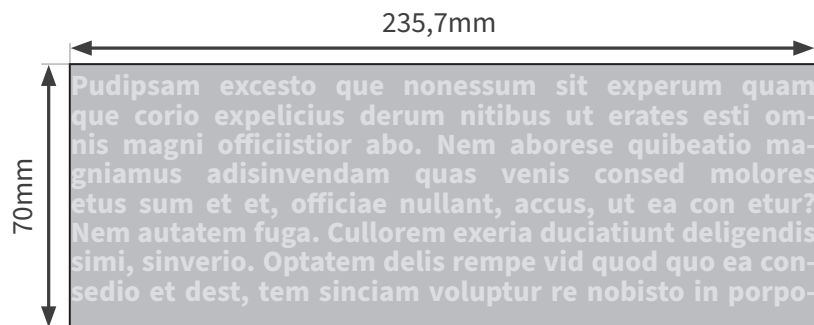 235,7mm
70mm
Pudipsam excesto que nonessum sit experum quam
que corio expelicius derum nitibus ut erates esti om-
nis magni officiistior abo. Nem aborese quibeatio ma-
gniamus adisinvendam quas venis consed molores
etus sum et et, officiae nullant, accus, ut ea con etur?
Nem autatem fuga. Cullorem exeria duciatiunt deligendis
simi, sinverio. Optatem delis rempe vid quod quo ea con-
sedio et dest, tem sinciam voluptur re nobisto in porpo-